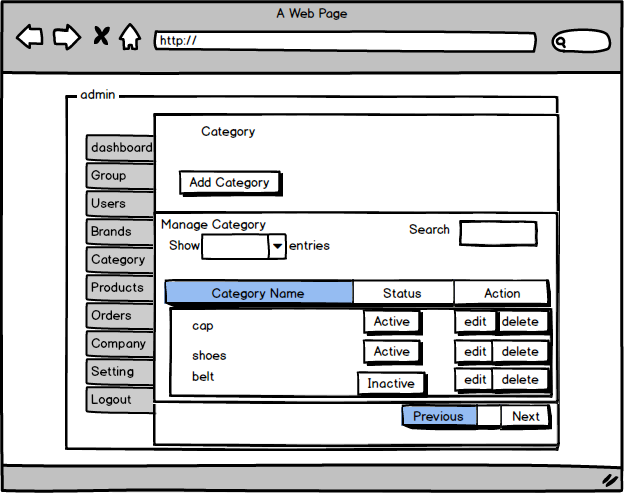 A Web Page
http://
admin
Category
dashboard
Add Category
Group
Users
Brands
Category
Products
Orders
Company
Setting
Logout
Manage Category
Search
Show entries
Category Name Status Action
cap Active edit delete
shoes Active edit delete
belt Inactive edit delete
Previous Next